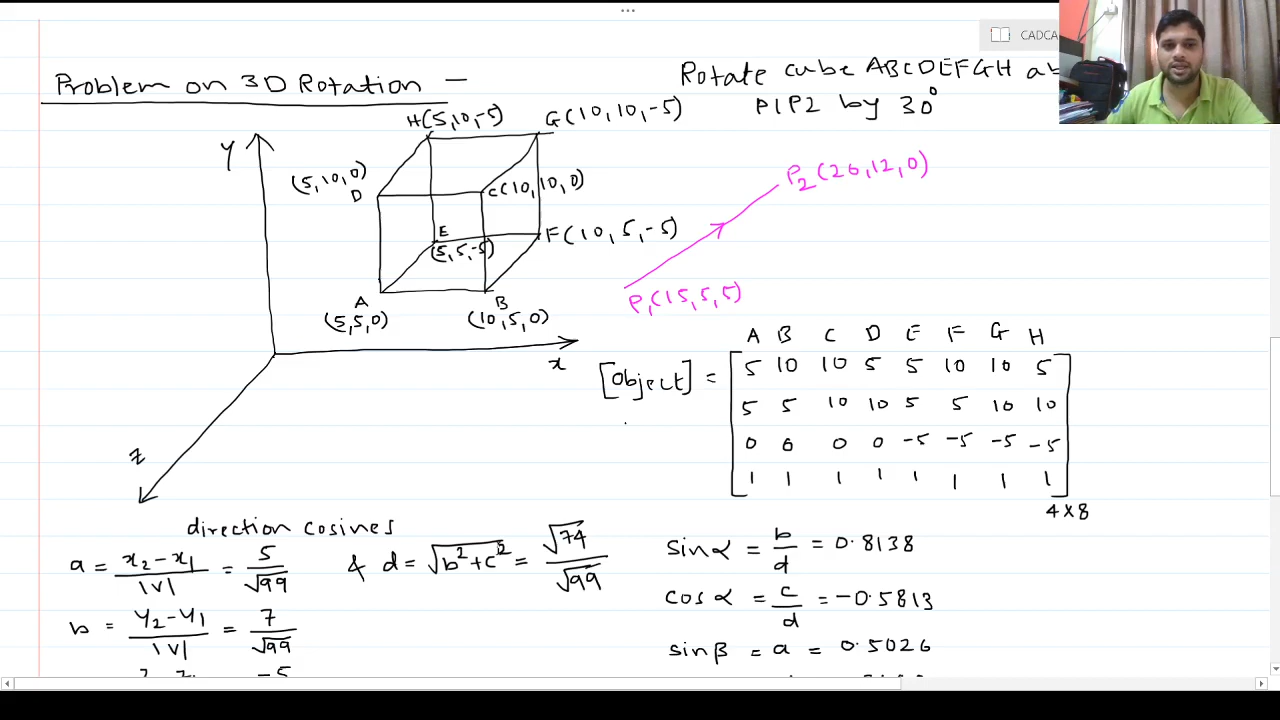 CADCA
Problem on 3D Rotation –
Rotate cube ABCDEFGH ab
P1P2 by 30°
H(5,10,-5)
G(10,10,-5)
y
(5,10,0)
D
C(10,10,0)
P2(20,12,0)
E
(5,5,-5)
F(10,5,-5)
A
(5,5,0)
B
(10,5,0)
P1(15,5,5)
x
z
A B C D E F G H
[Object] =
5 10 10 5 5 10 10 5
5 5 10 10 5 5 10 10
0 0 0 0 -5 -5 -5 -5
1 1 1 1 1 1 1 1
4X8
direction cosines
a = x2-x1/|V| = 5/√99
& d = √b²+c² = √74/√99
b = y2-y1/|V| = 7/√99
-5
sinα = b/d = 0.8138
cosα = c/d = -0.5813
sinβ = a = 0.5026